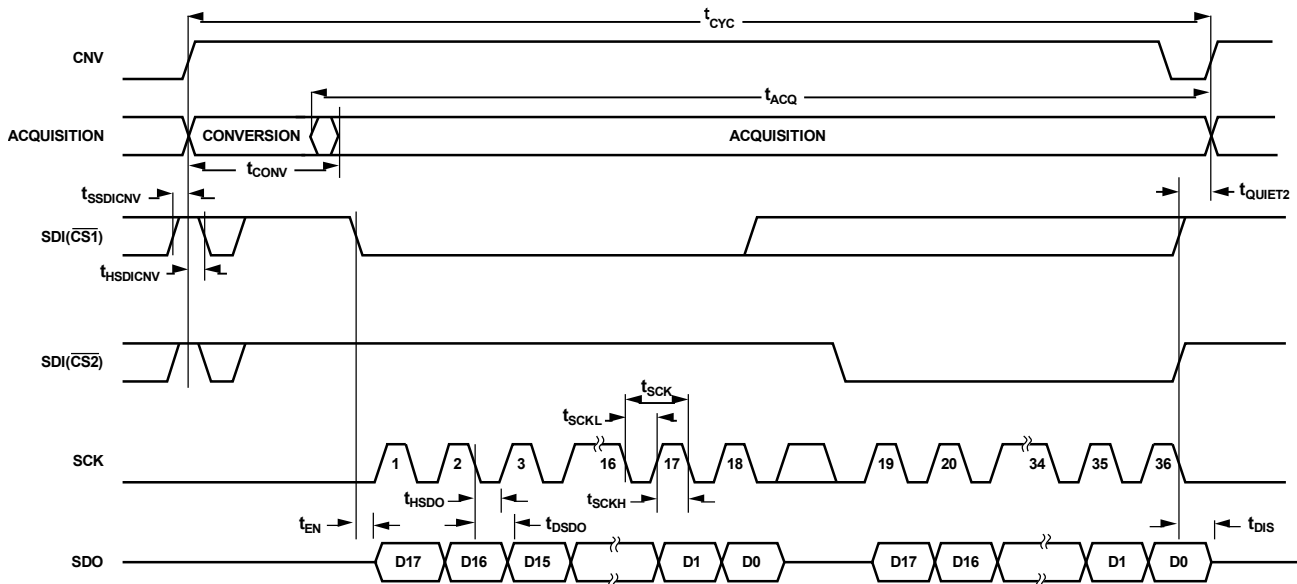 tCYC
CNV
tACQ
ACQUISITION
CONVERSION
ACQUISITION
tCONV
tSSDICNV
tQUIET2
SDI(CS1)
tHSDICNV
SDI(CS2)
tSCK
tSCKL
SCK
1 2 3 16 17 18 19 20 34 35 36
tHSDO
tSCKH
tEN
tDSDO
tDIS
SDO
D17 D16 D15 D1 D0 D17 D16 D1 D0